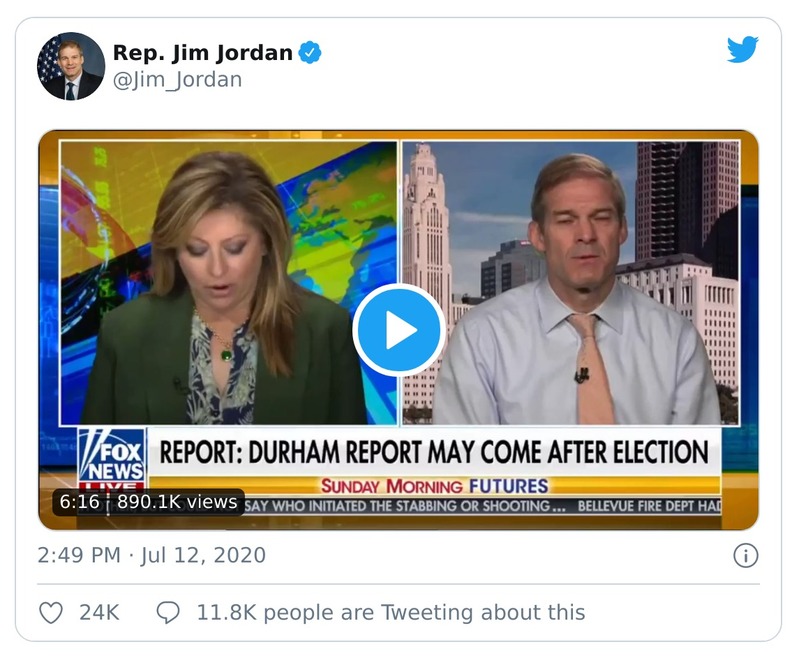 Rep. Jim Jordan
@Jim_Jordan
FOX
NEWS
LIVE
REPORT: DURHAM REPORT MAY COME AFTER ELECTION
SUNDAY MORNING FUTURES
6:16 | 890.1K views
SAY WHO INITIATED THE STABBING OR SHOOTING... BELLEVUE FIRE DEPT HAD
2:49 PM · Jul 12, 2020
24K
11.8K people are Tweeting about this